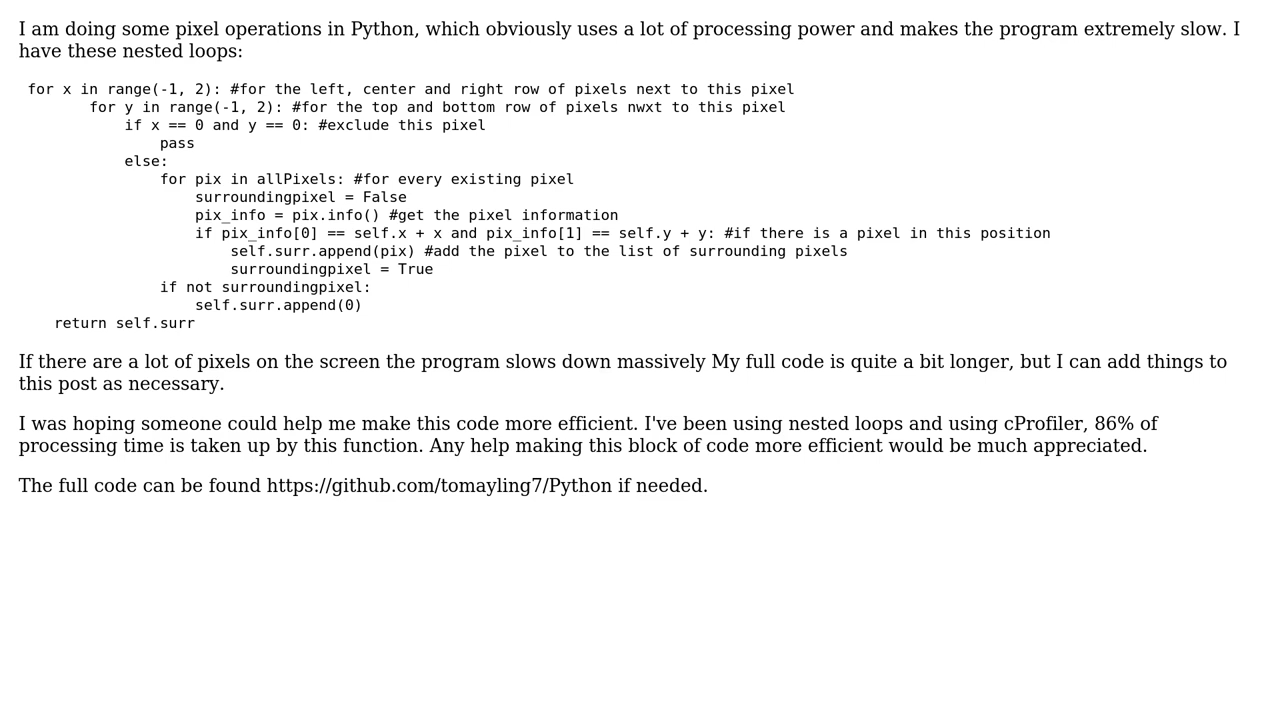 I am doing some pixel operations in Python, which obviously uses a lot of processing power and makes the program extremely slow. I
have these nested loops:
for x in range(-1, 2): #for the left, center and right row of pixels next to this pixel
        for y in range(-1, 2): #for the top and bottom row of pixels nwxt to this pixel
            if x == 0 and y == 0: #exclude this pixel
                pass
            else:
                for pix in allPixels: #for every existing pixel
                    surroundingpixel = False
                    pix_info = pix.info() #get the pixel information
                    if pix_info[0] == self.x + x and pix_info[1] == self.y + y: #if there is a pixel in this position
                        self.surr.append(pix) #add the pixel to the list of surrounding pixels
                        surroundingpixel = True
                if not surroundingpixel:
                    self.surr.append(0)
    return self.surr
If there are a lot of pixels on the screen the program slows down massively My full code is quite a bit longer, but I can add things to
this post as necessary.
I was hoping someone could help me make this code more efficient. I've been using nested loops and using cProfiler, 86% of
processing time is taken up by this function. Any help making this block of code more efficient would be much appreciated.
The full code can be found https://github.com/tomayling7/Python if needed.